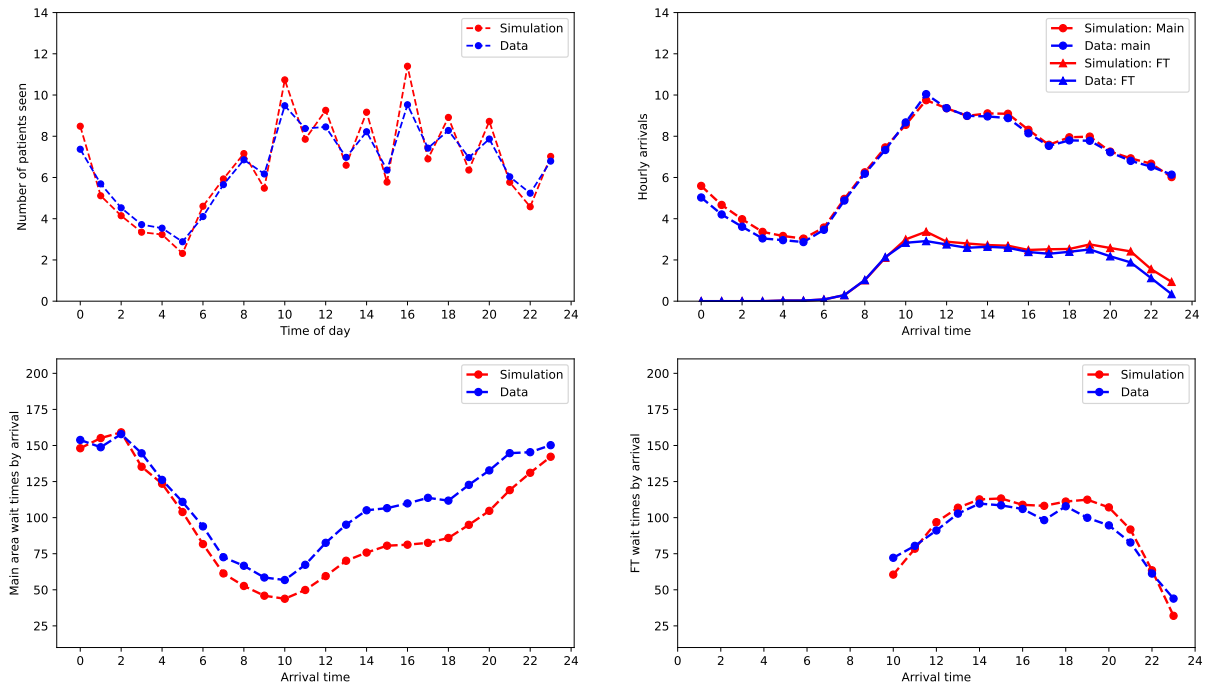 Simulation
Data
14
12
10
8
6
4
2
0
Number of patients seen
0 2 4 6 8 10 12 14 16 18 20 22 24
Time of day
Simulation: Main
Data: main
Simulation: FT
Data: FT
14
12
10
8
6
4
2
0
Hourly arrivals
0 2 4 6 8 10 12 14 16 18 20 22 24
Arrival time
Simulation
Data
200
175
150
125
100
75
50
25
Main area wait times by arrival
0 2 4 6 8 10 12 14 16 18 20 22 24
Arrival time
Simulation
Data
200
175
150
125
100
75
50
25
FT wait times by arrival
0 2 4 6 8 10 12 14 16 18 20 22 24
Arrival time